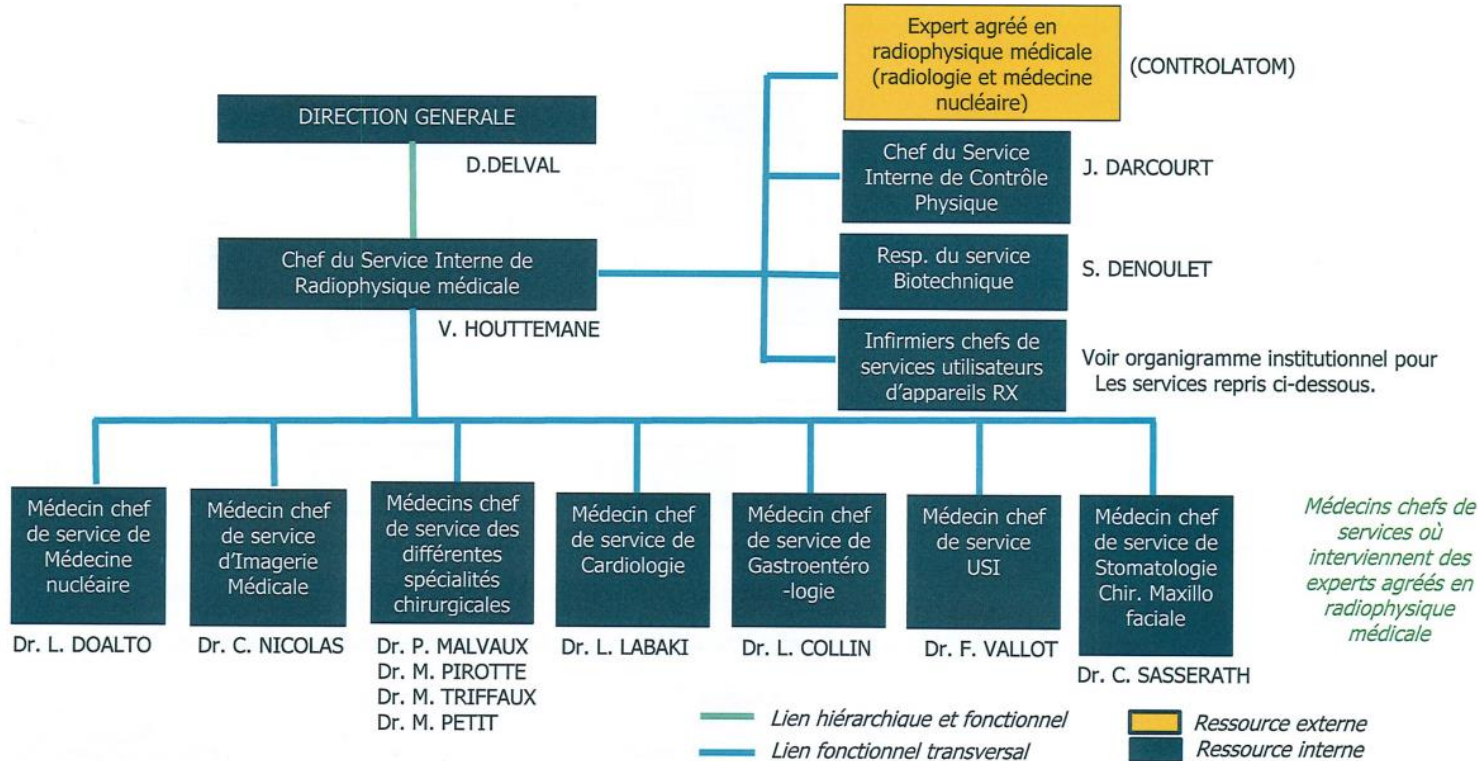 Expert agréé en
radiophysique médicale
(radiologie et médecine
nucléaire)
(CONTROLATOM)
DIRECTION GENERALE
D.DELVAL
Chef du Service
Interne de Contrôle
Physique
J. DARCOURT
Chef du Service Interne de
Radiophysique médicale
V. HOUTTEMANE
Resp. du service
Biotechnique
S. DENOULET
Infirmiers chefs de
services utilisateurs
d'appareils RX
Voir organigramme institutionnel pour
Les services repris ci-dessous.
Médecin chef
de service de
Médecine
nucléaire
Dr. L. DOALTO
Médecin chef
de service
d'Imagerie
Médicale
Dr. C. NICOLAS
Médecins chef
de service des
différentes
spécialités
chirurgicales
Dr. P. MALVAUX
Dr. M. PIROTTE
Dr. M. TRIFFAUX
Dr. M. PETIT
Médecin chef
de service de
Cardiologie
Dr. L. LABAKI
Médecin chef
de service de
Gastroentéro
-logie
Dr. L. COLLIN
Médecin chef
de service
USI
Dr. F. VALLOT
Médecin chef
de service de
Stomatologie
Chir. Maxillo
faciale
Dr. C. SASSERATH
Médecins chefs de
services où
interviennent des
experts agréés en
radiophysique
médicale
Lien hiérarchique et fonctionnel
Lien fonctionnel transversal
Ressource externe
Ressource interne